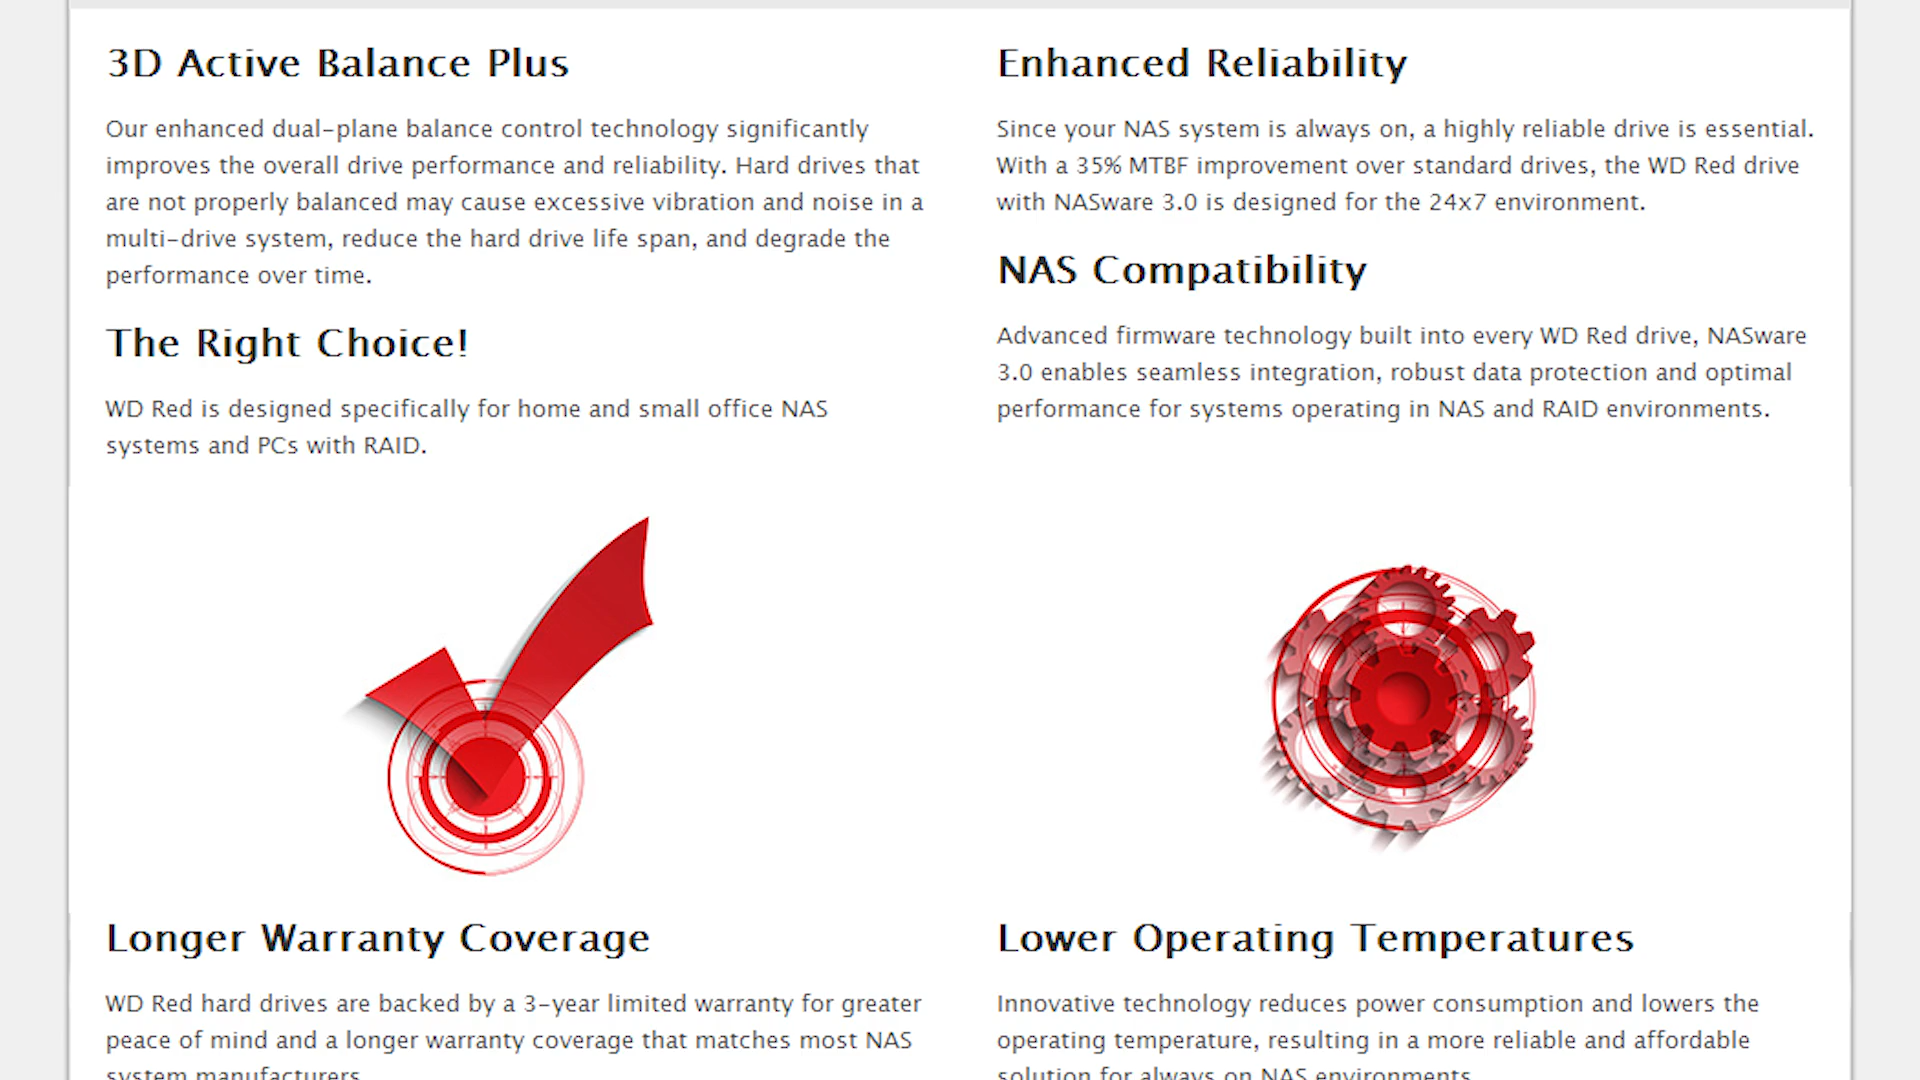 3D Active Balance Plus
Our enhanced dual-plane balance control technology significantly
improves the overall drive performance and reliability. Hard drives that
are not properly balanced may cause excessive vibration and noise in a
multi-drive system, reduce the hard drive life span, and degrade the
performance over time.
The Right Choice!
WD Red is designed specifically for home and small office NAS
systems and PCs with RAID.
Longer Warranty Coverage
WD Red hard drives are backed by a 3-year limited warranty for greater
peace of mind and a longer warranty coverage that matches most NAS
system manufacturers.
Enhanced Reliability
Since your NAS system is always on, a highly reliable drive is essential.
With a 35% MTBF improvement over standard drives, the WD Red drive
with NASware 3.0 is designed for the 24x7 environment.
NAS Compatibility
Advanced firmware technology built into every WD Red drive, NASware
3.0 enables seamless integration, robust data protection and optimal
performance for systems operating in NAS and RAID environments.
Lower Operating Temperatures
Innovative technology reduces power consumption and lowers the
operating temperature, resulting in a more reliable and affordable
solution for always on NAS environments.